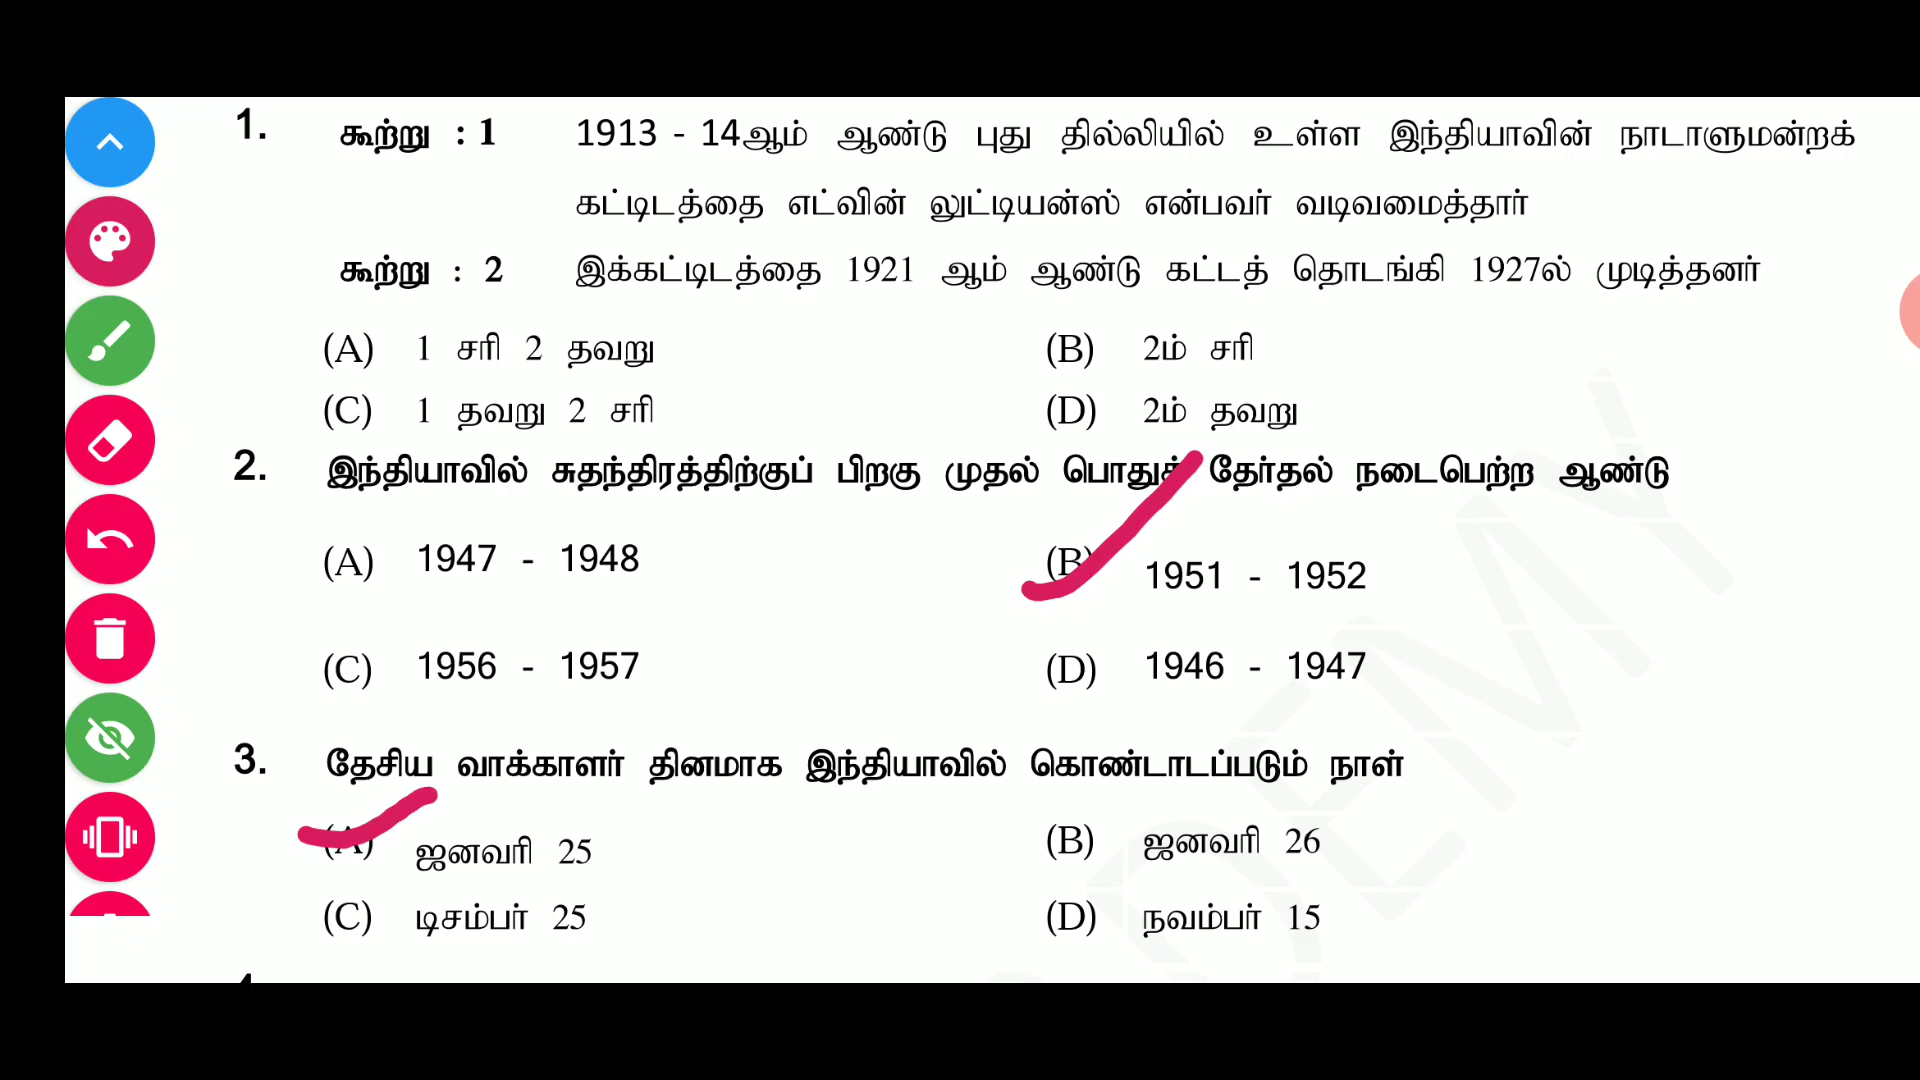 1. கூற்று : 1 1913 - 14ஆம் ஆண்டு புது தில்லியில் உள்ள இந்தியாவின் நாடாளுமன்றக்
கட்டிடத்தை எட்வின் லுட்டியன்ஸ் என்பவர் வடிவமைத்தார்
கூற்று : 2 இக்கட்டிடத்தை 1921 ஆம் ஆண்டு கட்டத் தொடங்கி 1927ல் முடித்தனர்
(A) 1 சரி 2 தவறு (B) 2ம் சரி
(C) 1 தவறு 2 சரி (D) 2ம் தவறு
2. இந்தியாவில் சுதந்திரத்திற்குப் பிறகு முதல் பொதுத் தேர்தல் நடைபெற்ற ஆண்டு
(A) 1947 - 1948 (B) 1951 - 1952
(C) 1956 - 1957 (D) 1946 - 1947
3. தேசிய வாக்காளர் தினமாக இந்தியாவில் கொண்டாடப்படும் நாள்
(A) ஜனவரி 25 (B) ஜனவரி 26
(C) டிசம்பர் 25 (D) நவம்பர் 15